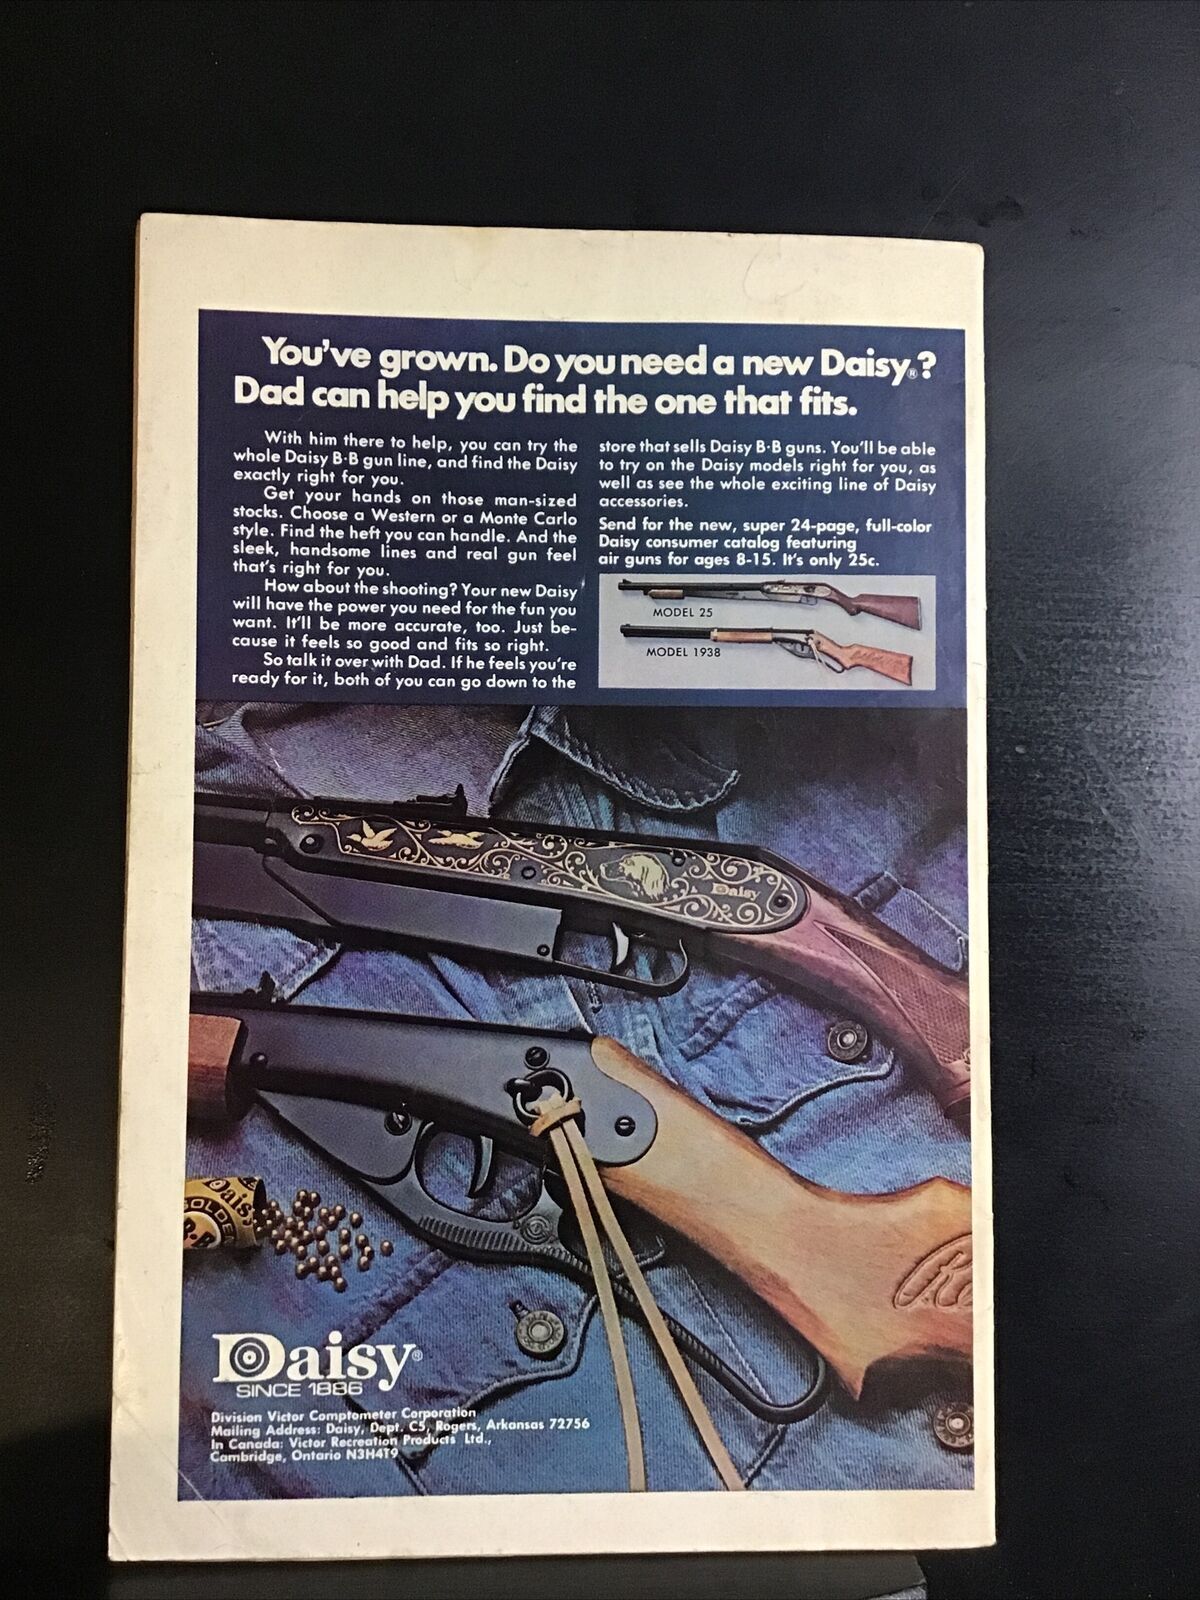 You've grown. Do you need a new Daisy®?
Dad can help you find the one that fits.
With him there to help, you can try the
whole Daisy B·B gun line, and find the Daisy
exactly right for you.
Get your hands on those man-sized
stocks. Choose a Western or a Monte Carlo
style. Find the heft you can handle. And the
sleek, handsome lines and real gun feel
that's right for you.
How about the shooting? Your new Daisy
will have the power you need for the fun you
want. It'll be more accurate, too. Just be-
cause it feels so good and fits so right.
So talk it over with Dad. If he feels you're
ready for it, both of you can go down to the
store that sells Daisy B·B guns. You'll be able
to try on the Daisy models right for you, as
well as see the whole exciting line of Daisy
accessories.
Send for the new, super 24-page, full-color
Daisy consumer catalog featuring
air guns for ages 8-15. It's only 25c.
MODEL 25
MODEL 1938
Daisy
Daisy
GOLDEN
B·B
Daisy®
SINCE 1886
Division Victor Comptometer Corporation
Mailing Address: Daisy, Dept. C5, Rogers, Arkansas 72756
In Canada: Victor Recreation Products Ltd.,
Cambridge, Ontario N3H4T9